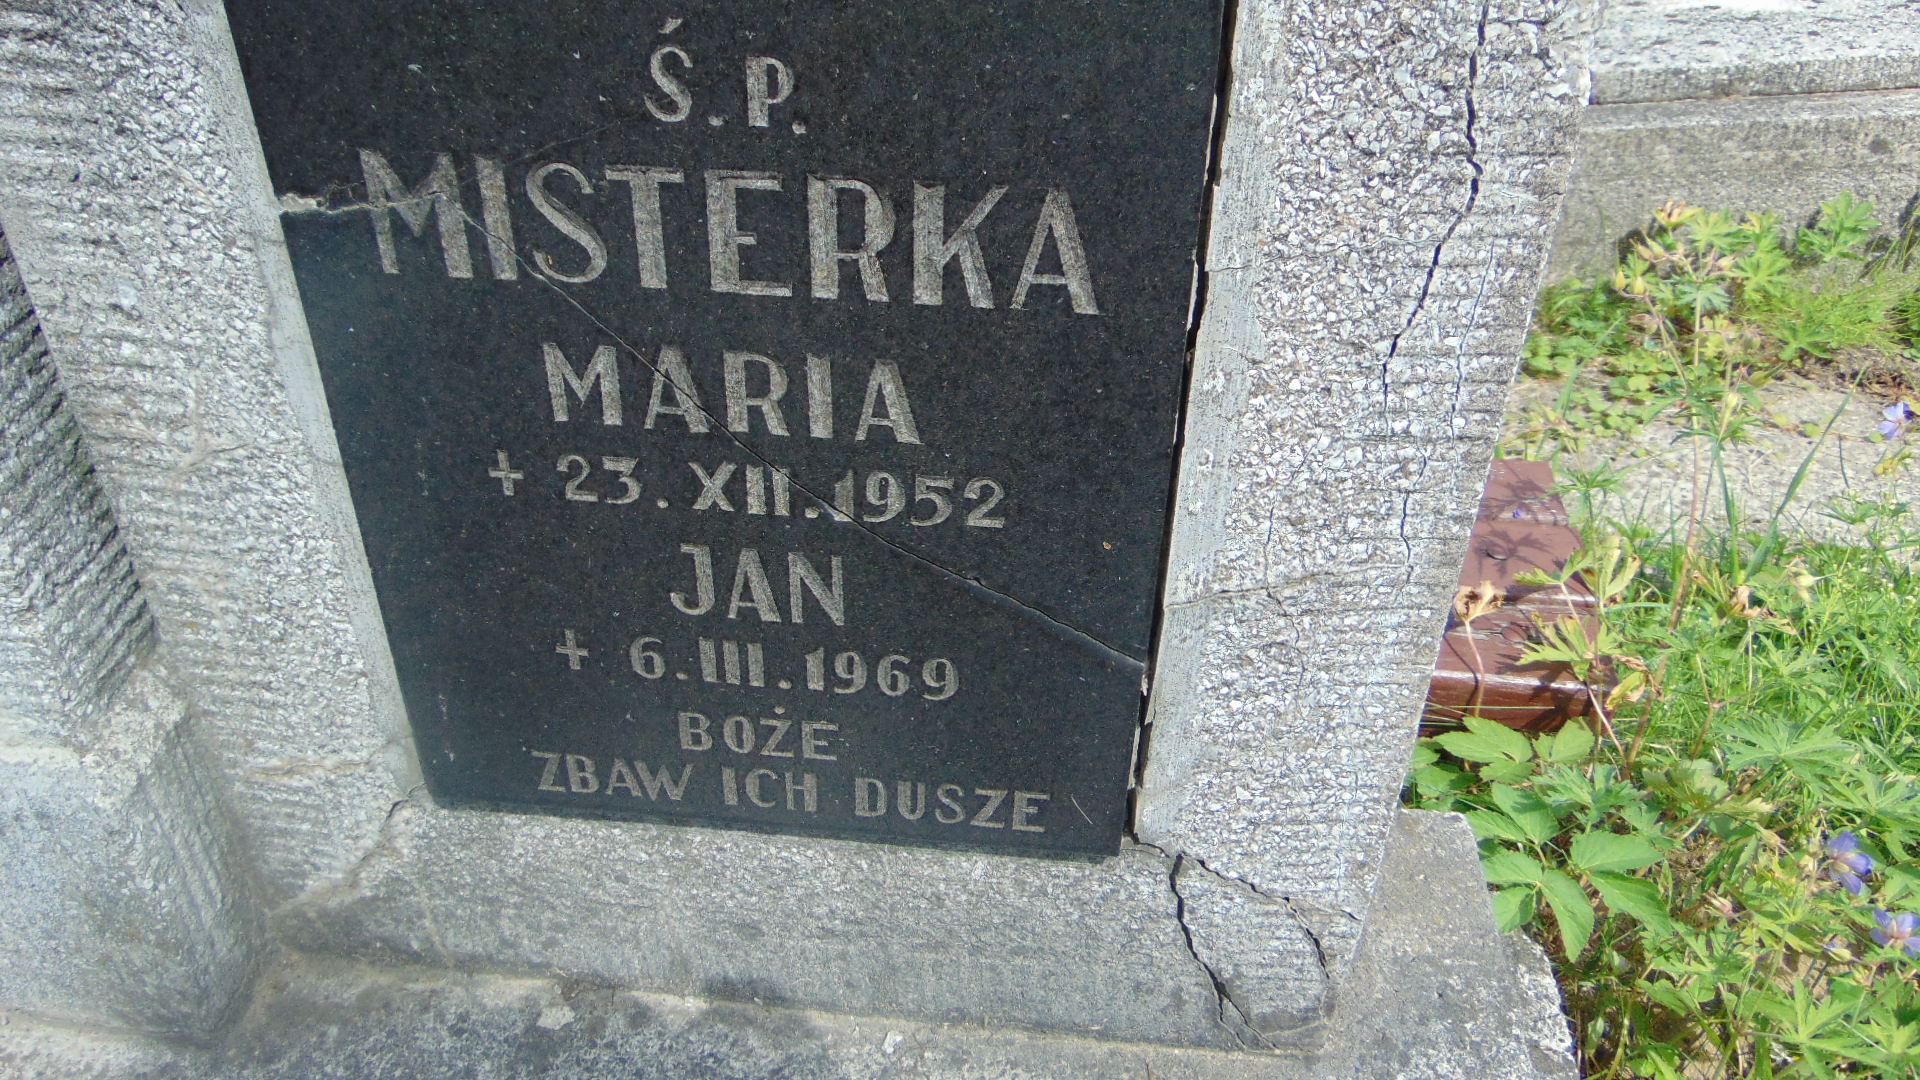 Ś.P.
MISTERKA
MARIA
+ 23.XII.1952
JAN
+ 6.III.1969
BOŻE
ZBAW ICH DUSZE